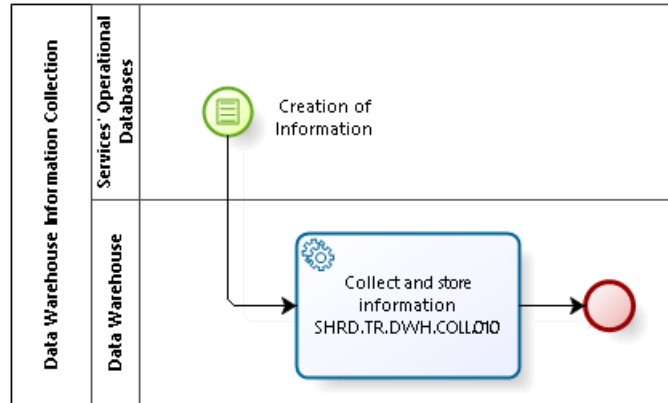 Data Warehouse Information Collection
Services' Operational
Databases
Creation of
Information
Data Warehouse
Collect and store
information
SHRD.TR.DWH.COLL.010